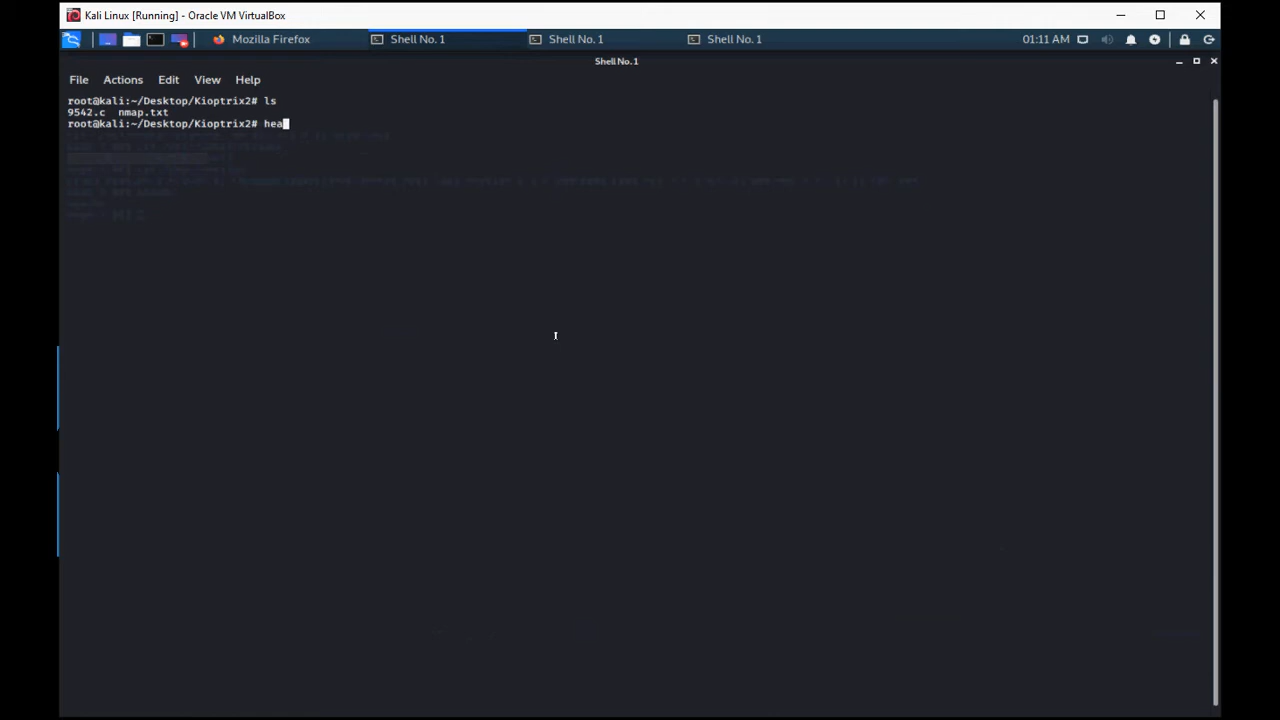 Kali Linux [Running] - Oracle VM VirtualBox
Mozilla Firefox
Shell No. 1
Shell No. 1
Shell No. 1
01:11 AM
Shell No. 1
File Actions Edit View Help
root@kali:~/Desktop/Kioptrix2# ls
9542.c nmap.txt
root@kali:~/Desktop/Kioptrix2# hea